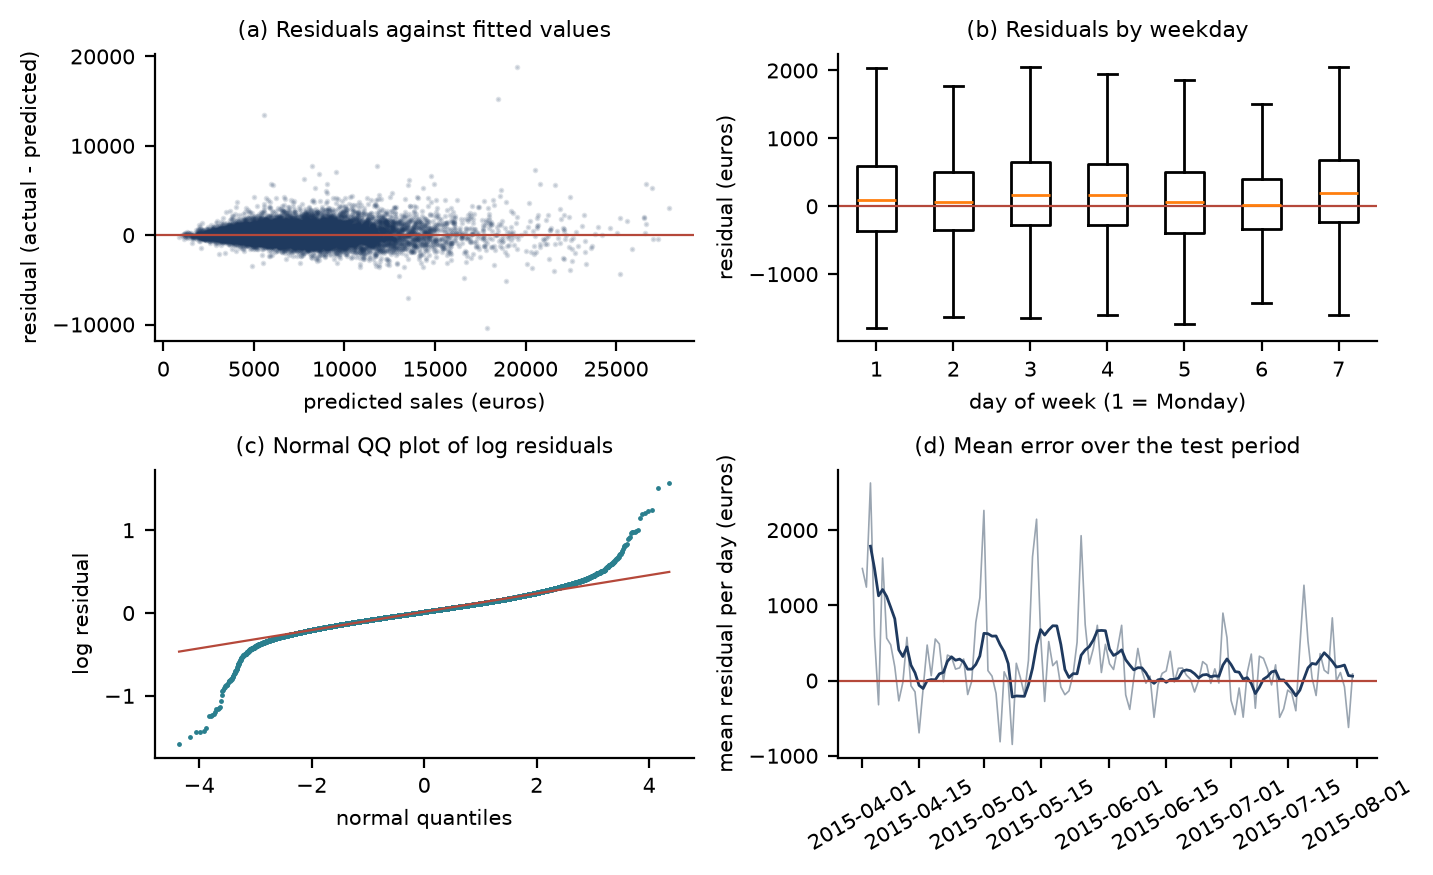 (a) Residuals against fitted values
residual (actual - predicted)
20000
10000
0
−10000
0 5000 10000 15000 20000 25000
predicted sales (euros)
(b) Residuals by weekday
residual (euros)
2000
1000
0
−1000
1 2 3 4 5 6 7
day of week (1 = Monday)
(c) Normal QQ plot of log residuals
log residual
1
0
−1
−4 −2 0 2 4
normal quantiles
(d) Mean error over the test period
mean residual per day (euros)
2000
1000
0
−1000
2015-04-01
2015-04-15
2015-05-01
2015-05-15
2015-06-01
2015-06-15
2015-07-01
2015-07-15
2015-08-01